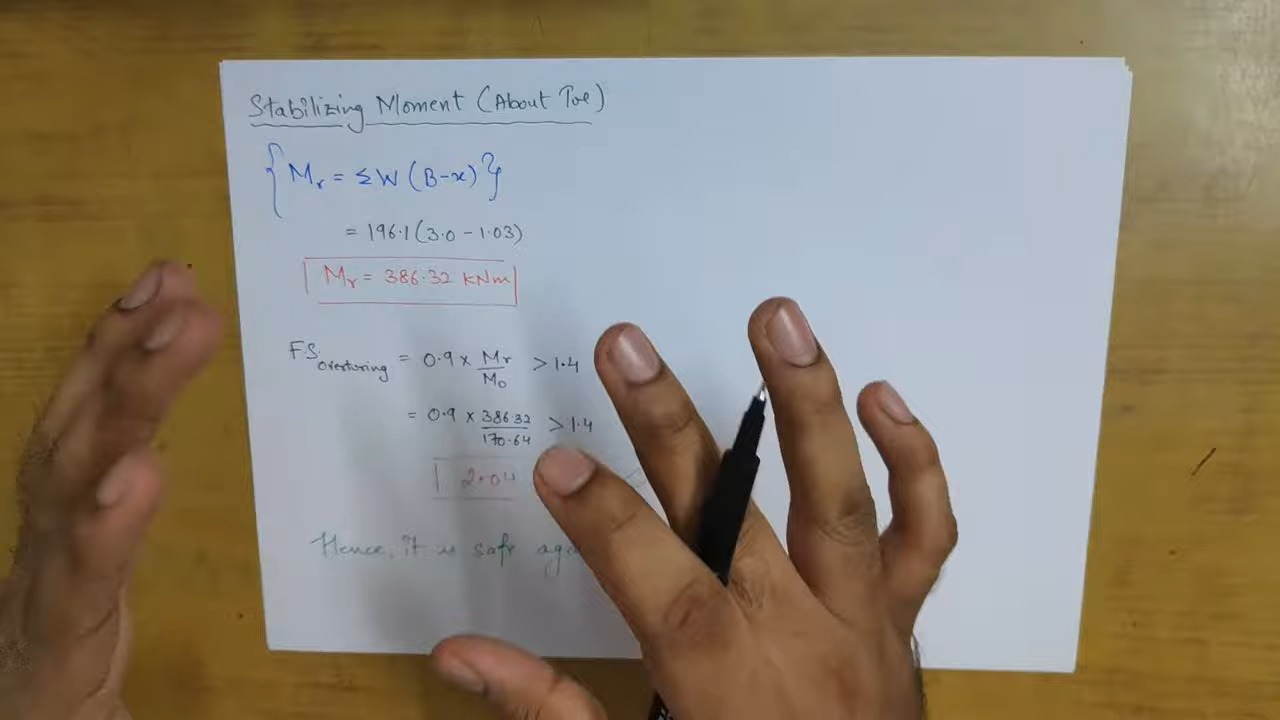 Stabilizing Moment (About Toe)
{Mr = ΣW (B-x)}
= 196.1 (3.0 - 1.03)
Mr = 386.32 KNm
F.S. overturing = 0.9 x Mr/Mo > 1.4
= 0.9 x 386.32/170.64 > 1.4
2.04
Hence, it is safe